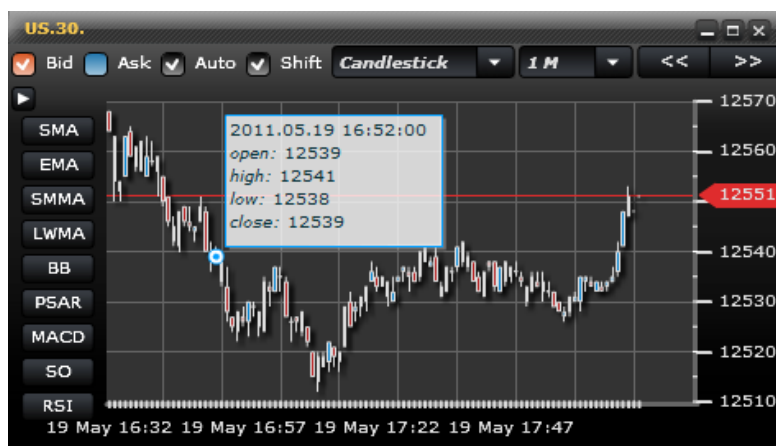 US.30.
Bid Ask Auto Shift Candlestick 1 M << >>
SMA
EMA
SMMA
LWMA
BB
PSAR
MACD
SO
RSI
2011.05.19 16:52:00
open: 12539
high: 12541
low: 12538
close: 12539
12570
12560
12551
12540
12530
12520
12510
19 May 16:32 19 May 16:57 19 May 17:22 19 May 17:47